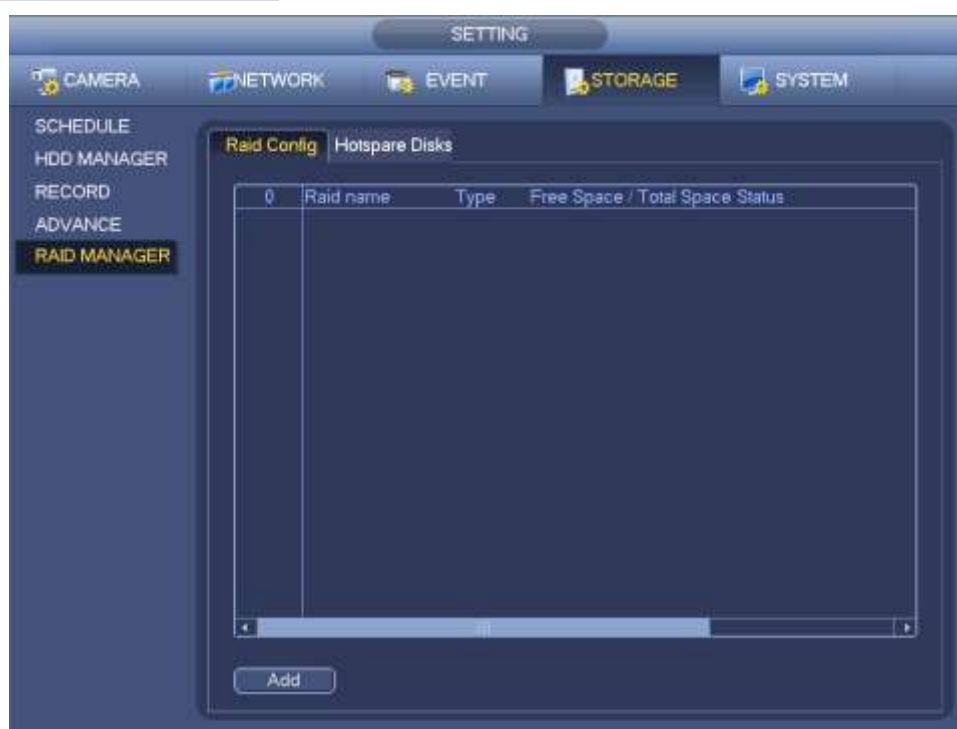 SETTING
CAMERA NETWORK EVENT STORAGE SYSTEM
SCHEDULE
HDD MANAGER
RECORD
ADVANCE
RAID MANAGER
Raid Config Hotspare Disks
0 Raid name Type Free Space / Total Space Status
Add